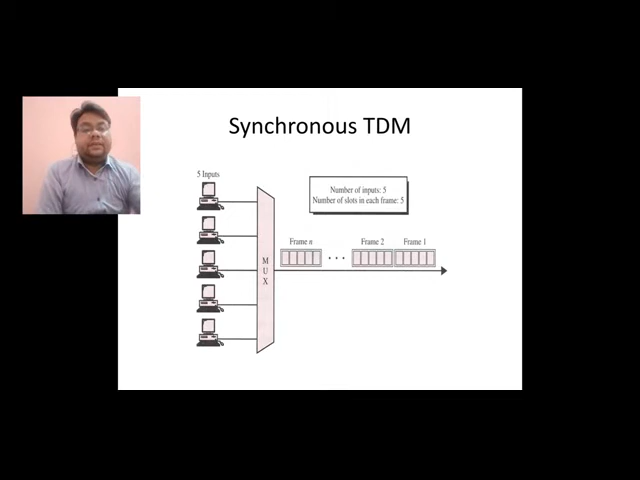 Synchronous TDM
5 Inputs
Number of inputs: 5
Number of slots in each frame: 5
Frame n
Frame 2
Frame 1
• • •
M
U
X